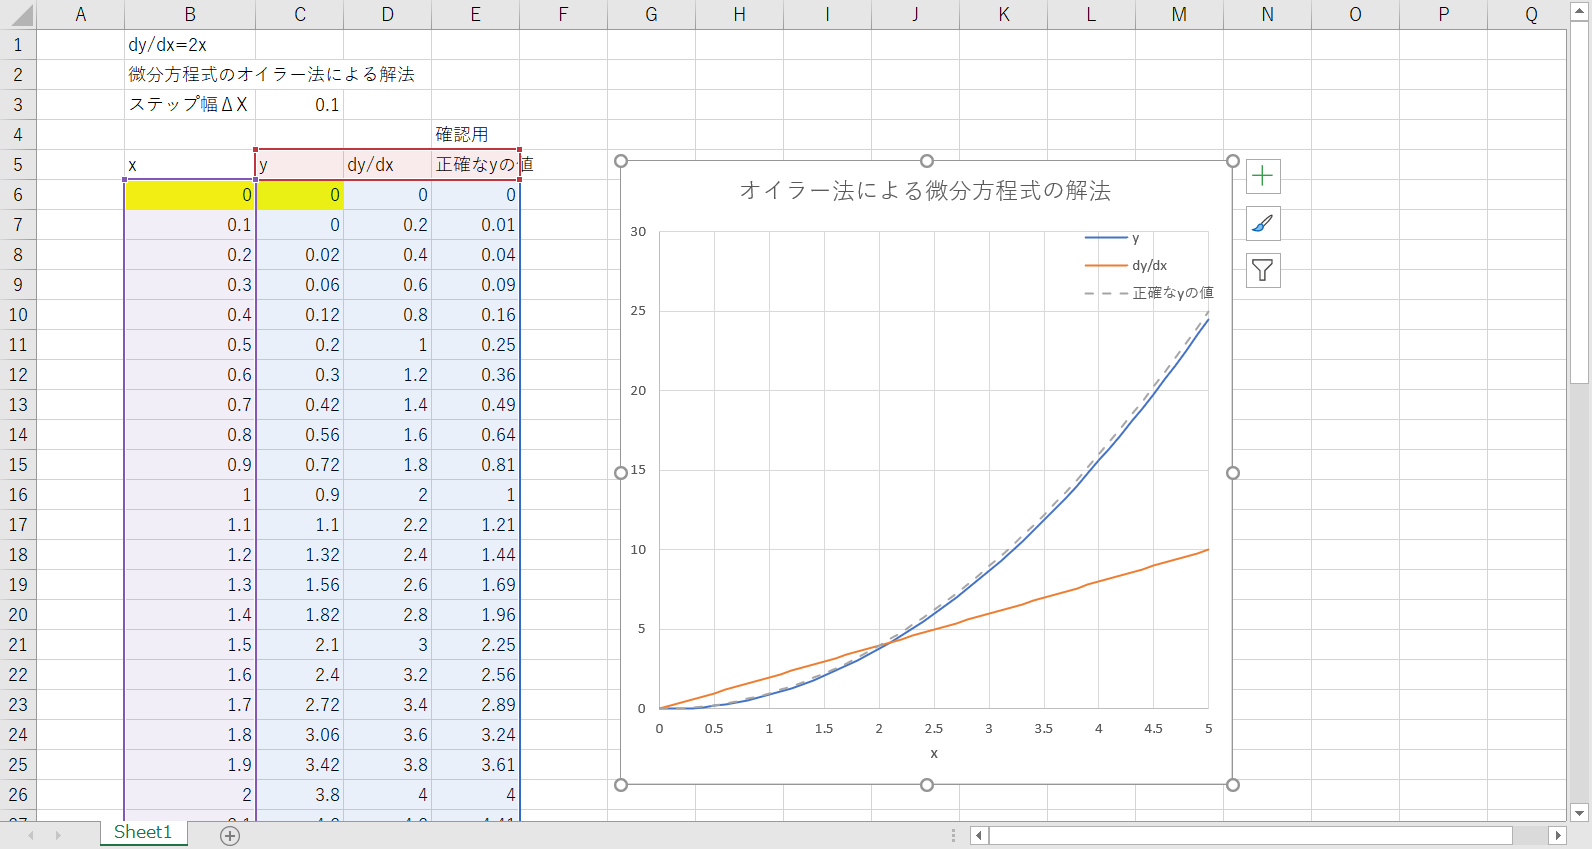 A B C D E F G H I J K L M N O P Q
1 dy/dx=2x
2 微分方程式のオイラー法による解法
3 ステップ幅ΔX 0.1
4 確認用
5 x y dy/dx 正確なyの値
6 0 0 0 0
7 0.1 0 0.2 0.01
8 0.2 0.02 0.4 0.04
9 0.3 0.06 0.6 0.09
10 0.4 0.12 0.8 0.16
11 0.5 0.2 1 0.25
12 0.6 0.3 1.2 0.36
13 0.7 0.42 1.4 0.49
14 0.8 0.56 1.6 0.64
15 0.9 0.72 1.8 0.81
16 1 0.9 2 1
17 1.1 1.1 2.2 1.21
18 1.2 1.32 2.4 1.44
19 1.3 1.56 2.6 1.69
20 1.4 1.82 2.8 1.96
21 1.5 2.1 3 2.25
22 1.6 2.4 3.2 2.56
23 1.7 2.72 3.4 2.89
24 1.8 3.06 3.6 3.24
25 1.9 3.42 3.8 3.61
26 2 3.8 4 4
オイラー法による微分方程式の解法
y
dy/dx
正確なyの値
30
25
20
15
10
5
0
0 0.5 1 1.5 2 2.5 3 3.5 4 4.5 5
x
Sheet1